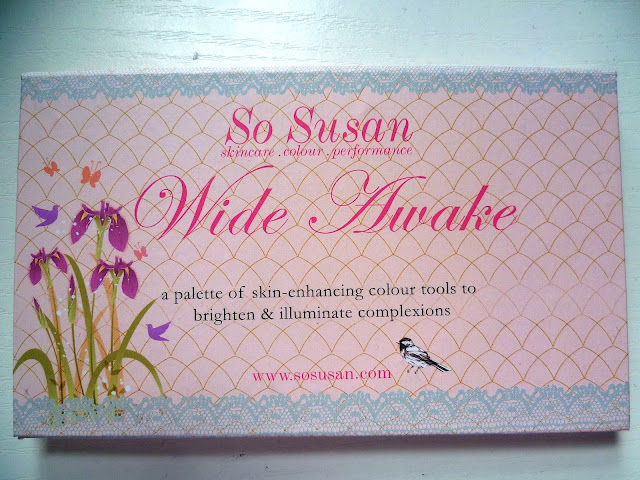 So Susan
skincare . colour . performance
Wide Awake
a palette of skin-enhancing colour tools to
brighten & illuminate complexions
www.sosusan.com